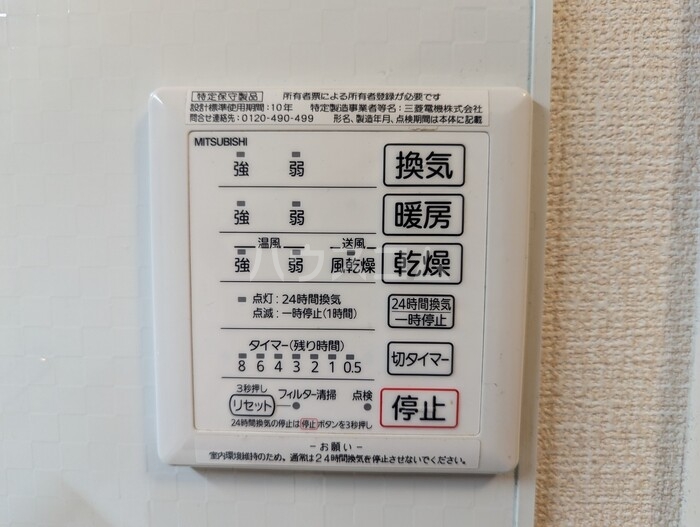 特定保守製品 所有者票による所有者登録が必要です
設計標準使用期間:10年 特定製造事業者等名:三菱電機株式会社
問合せ連絡先:0120-490-499 形名、製造年月、点検期間は本体に記載
MITSUBISHI
強 弱 換気
強 弱 暖房
温風 送風
強 弱 風乾燥 乾燥
点灯:24時間換気
点滅:一時停止(1時間)
24時間換気
一時停止
タイマー(残り時間)
8 6 4 3 2 1 0.5
切タイマー
3秒押し
リセット フィルター清掃 点検 停止
24時間換気の停止は停止ボタンを3秒押し
-お願い-
室内環境維持のため、通常は24時間換気を停止させないでください。